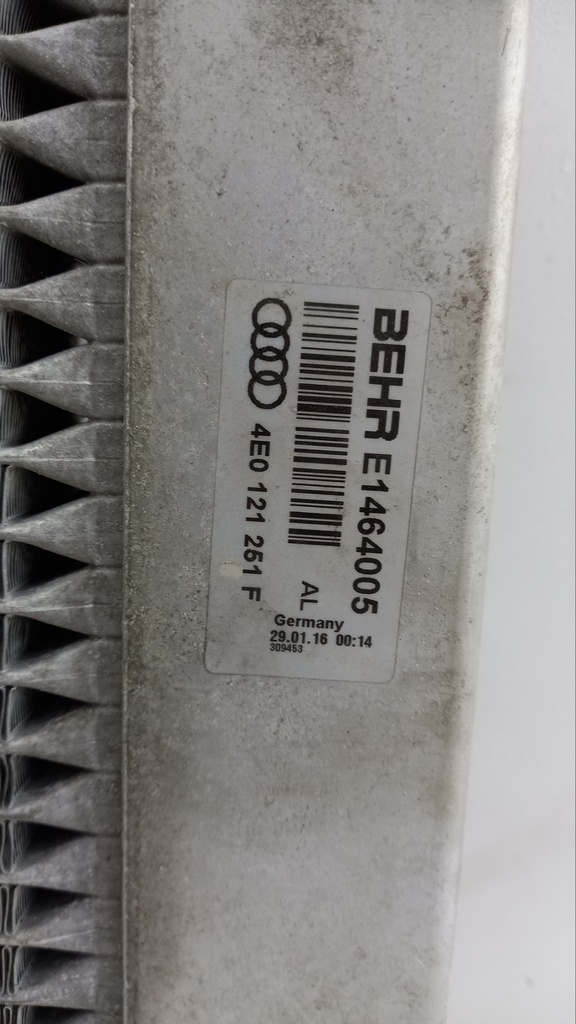 BEHR E1464005
AL
4E0 121 251 F
Germany
29.01.16 00:14
309453